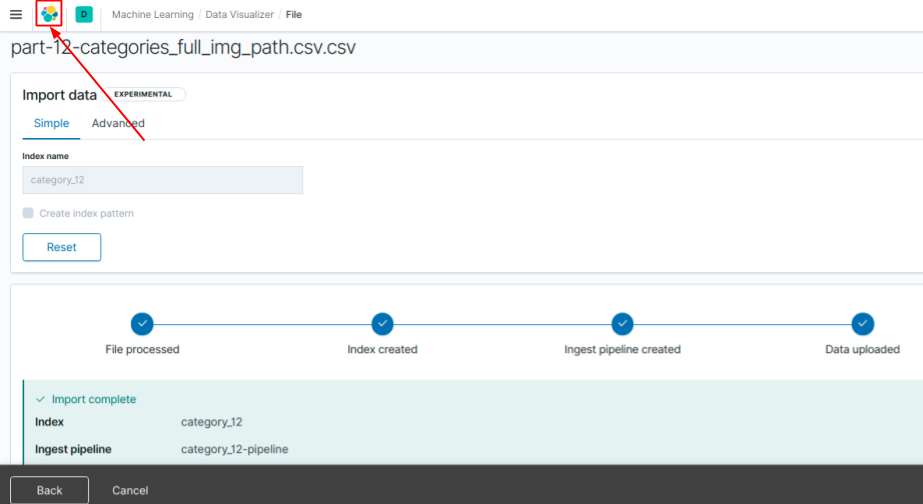 D Machine Learning / Data Visualizer / File
part-12-categories_full_img_path.csv.csv
Import data EXPERIMENTAL
Simple Advanced
Index name
category_12
Create index pattern
Reset
File processed Index created Ingest pipeline created Data uploaded
Import complete
Index category_12
Ingest pipeline category_12-pipeline
Back Cancel